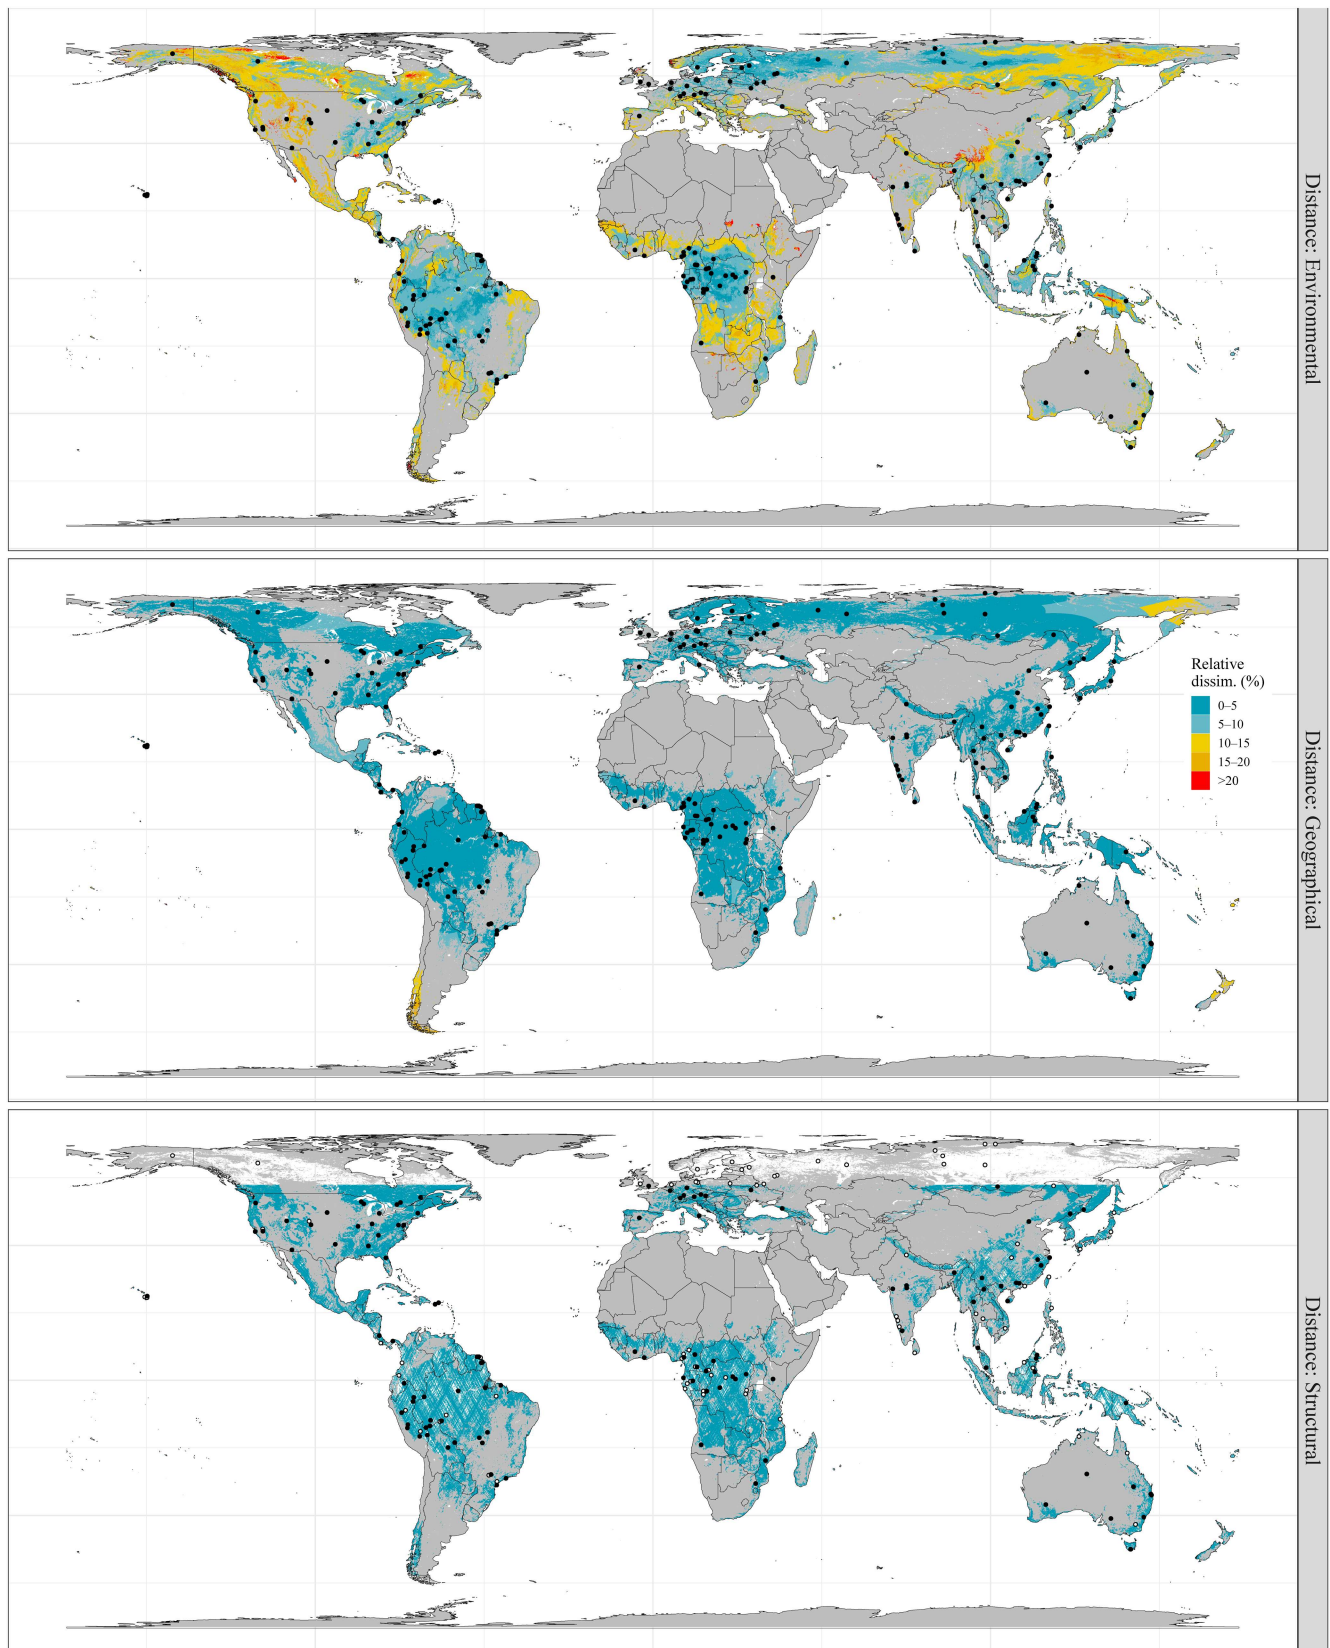 Distance: Environmental
Distance: Geographical
Relative
dissim. (%)
0–5
5–10
10–15
15–20
>20
Distance: Structural